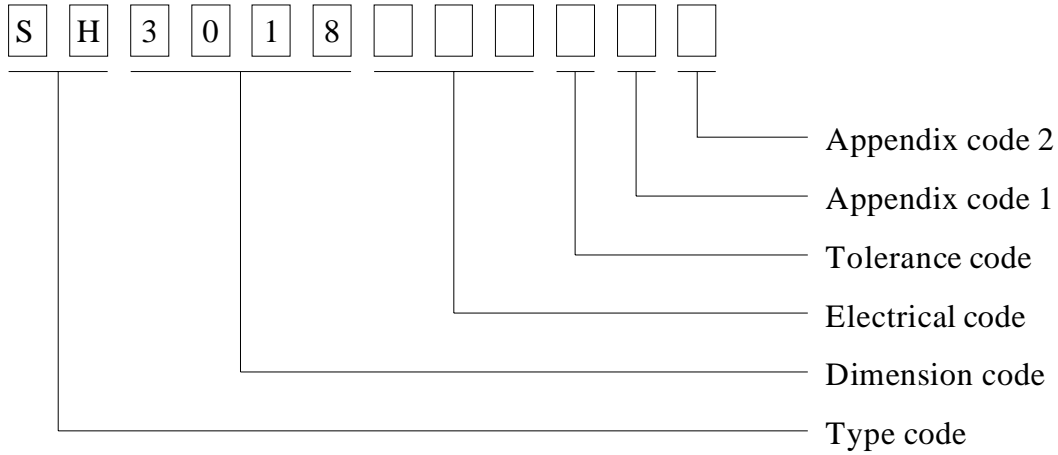 S H 3 0 1 8
Appendix code 2
Appendix code 1
Tolerance code
Electrical code
Dimension code
Type code